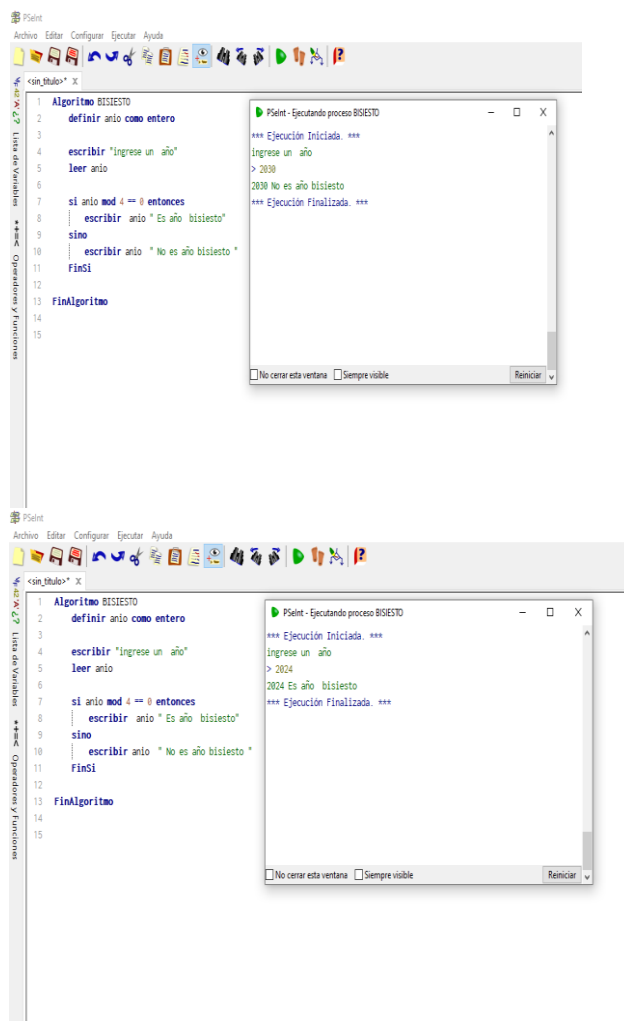 PSeInt
Archivo Editar Configurar Ejecutar Ayuda
<sin_titulo>* X
Lista de Variables
*+=< Operadores y Funciones
1 Algoritmo BISIESTO
2 definir anio como entero
3
4 escribir "ingrese un año"
5 leer anio
6
7 si anio mod 4 == 0 entonces
8 escribir anio " Es año bisiesto"
9 sino
10 escribir anio " No es año bisiesto "
11 FinSi
12
13 FinAlgoritmo
14
15
PSeInt - Ejecutando proceso BISIESTO
*** Ejecución Iniciada. ***
ingrese un año
> 2030
2030 No es año bisiesto
*** Ejecución Finalizada. ***
No cerrar esta ventana Siempre visible Reiniciar
PSeInt
Archivo Editar Configurar Ejecutar Ayuda
<sin_titulo>* X
Lista de Variables
*+=< Operadores y Funciones
1 Algoritmo BISIESTO
2 definir anio como entero
3
4 escribir "ingrese un año"
5 leer anio
6
7 si anio mod 4 == 0 entonces
8 escribir anio " Es año bisiesto"
9 sino
10 escribir anio " No es año bisiesto "
11 FinSi
12
13 FinAlgoritmo
14
15
PSeInt - Ejecutando proceso BISIESTO
*** Ejecución Iniciada. ***
ingrese un año
> 2024
2024 Es año bisiesto
*** Ejecución Finalizada. ***
No cerrar esta ventana Siempre visible Reiniciar